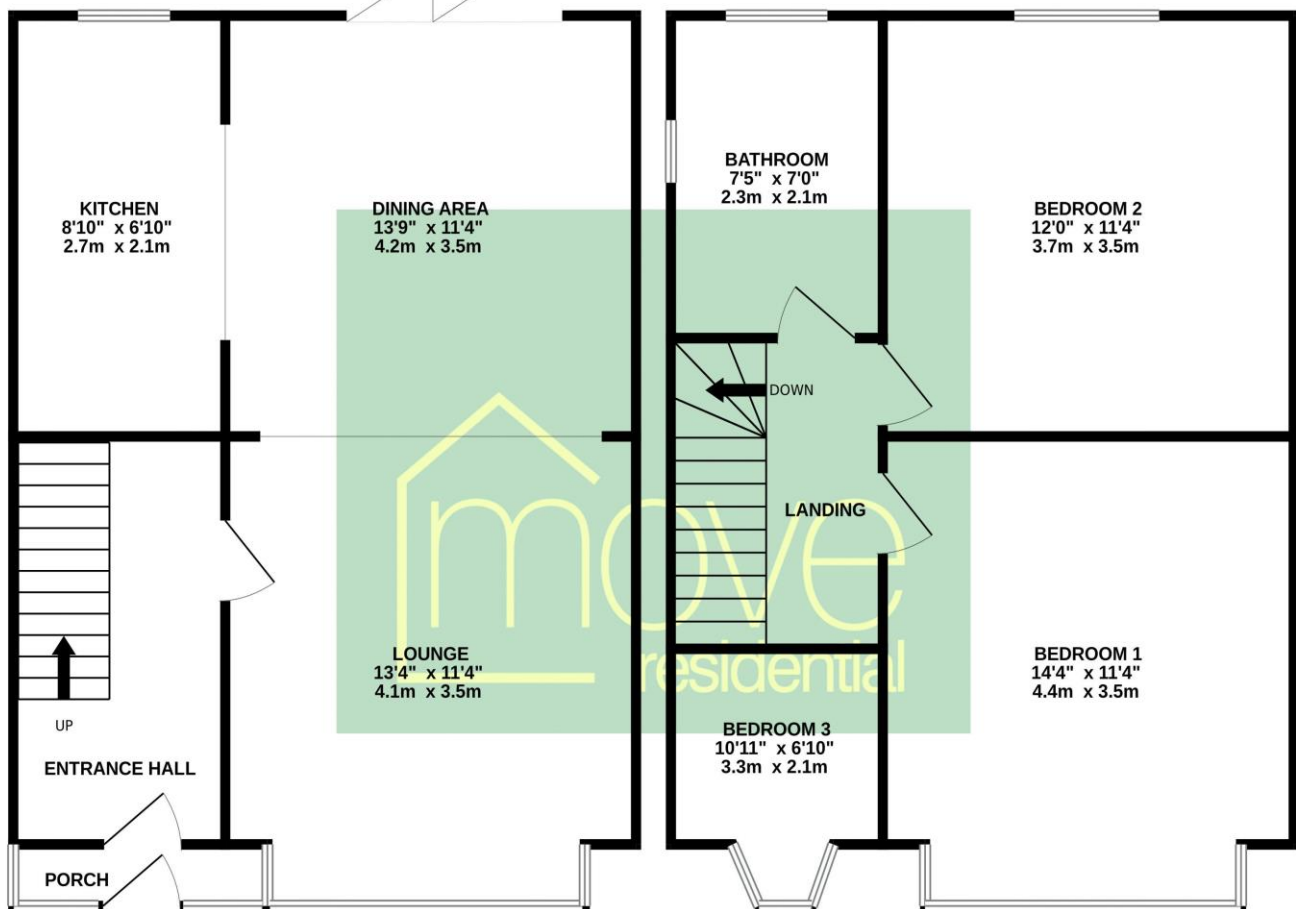 KITCHEN
8'10" x 6'10"
2.7m x 2.1m
DINING AREA
13'9" x 11'4"
4.2m x 3.5m
UP
ENTRANCE HALL
PORCH
LOUNGE
13'4" x 11'4"
4.1m x 3.5m
BATHROOM
7'5" x 7'0"
2.3m x 2.1m
BEDROOM 2
12'0" x 11'4"
3.7m x 3.5m
DOWN
LANDING
BEDROOM 3
10'11" x 6'10"
3.3m x 2.1m
BEDROOM 1
14'4" x 11'4"
4.4m x 3.5m
move
residential